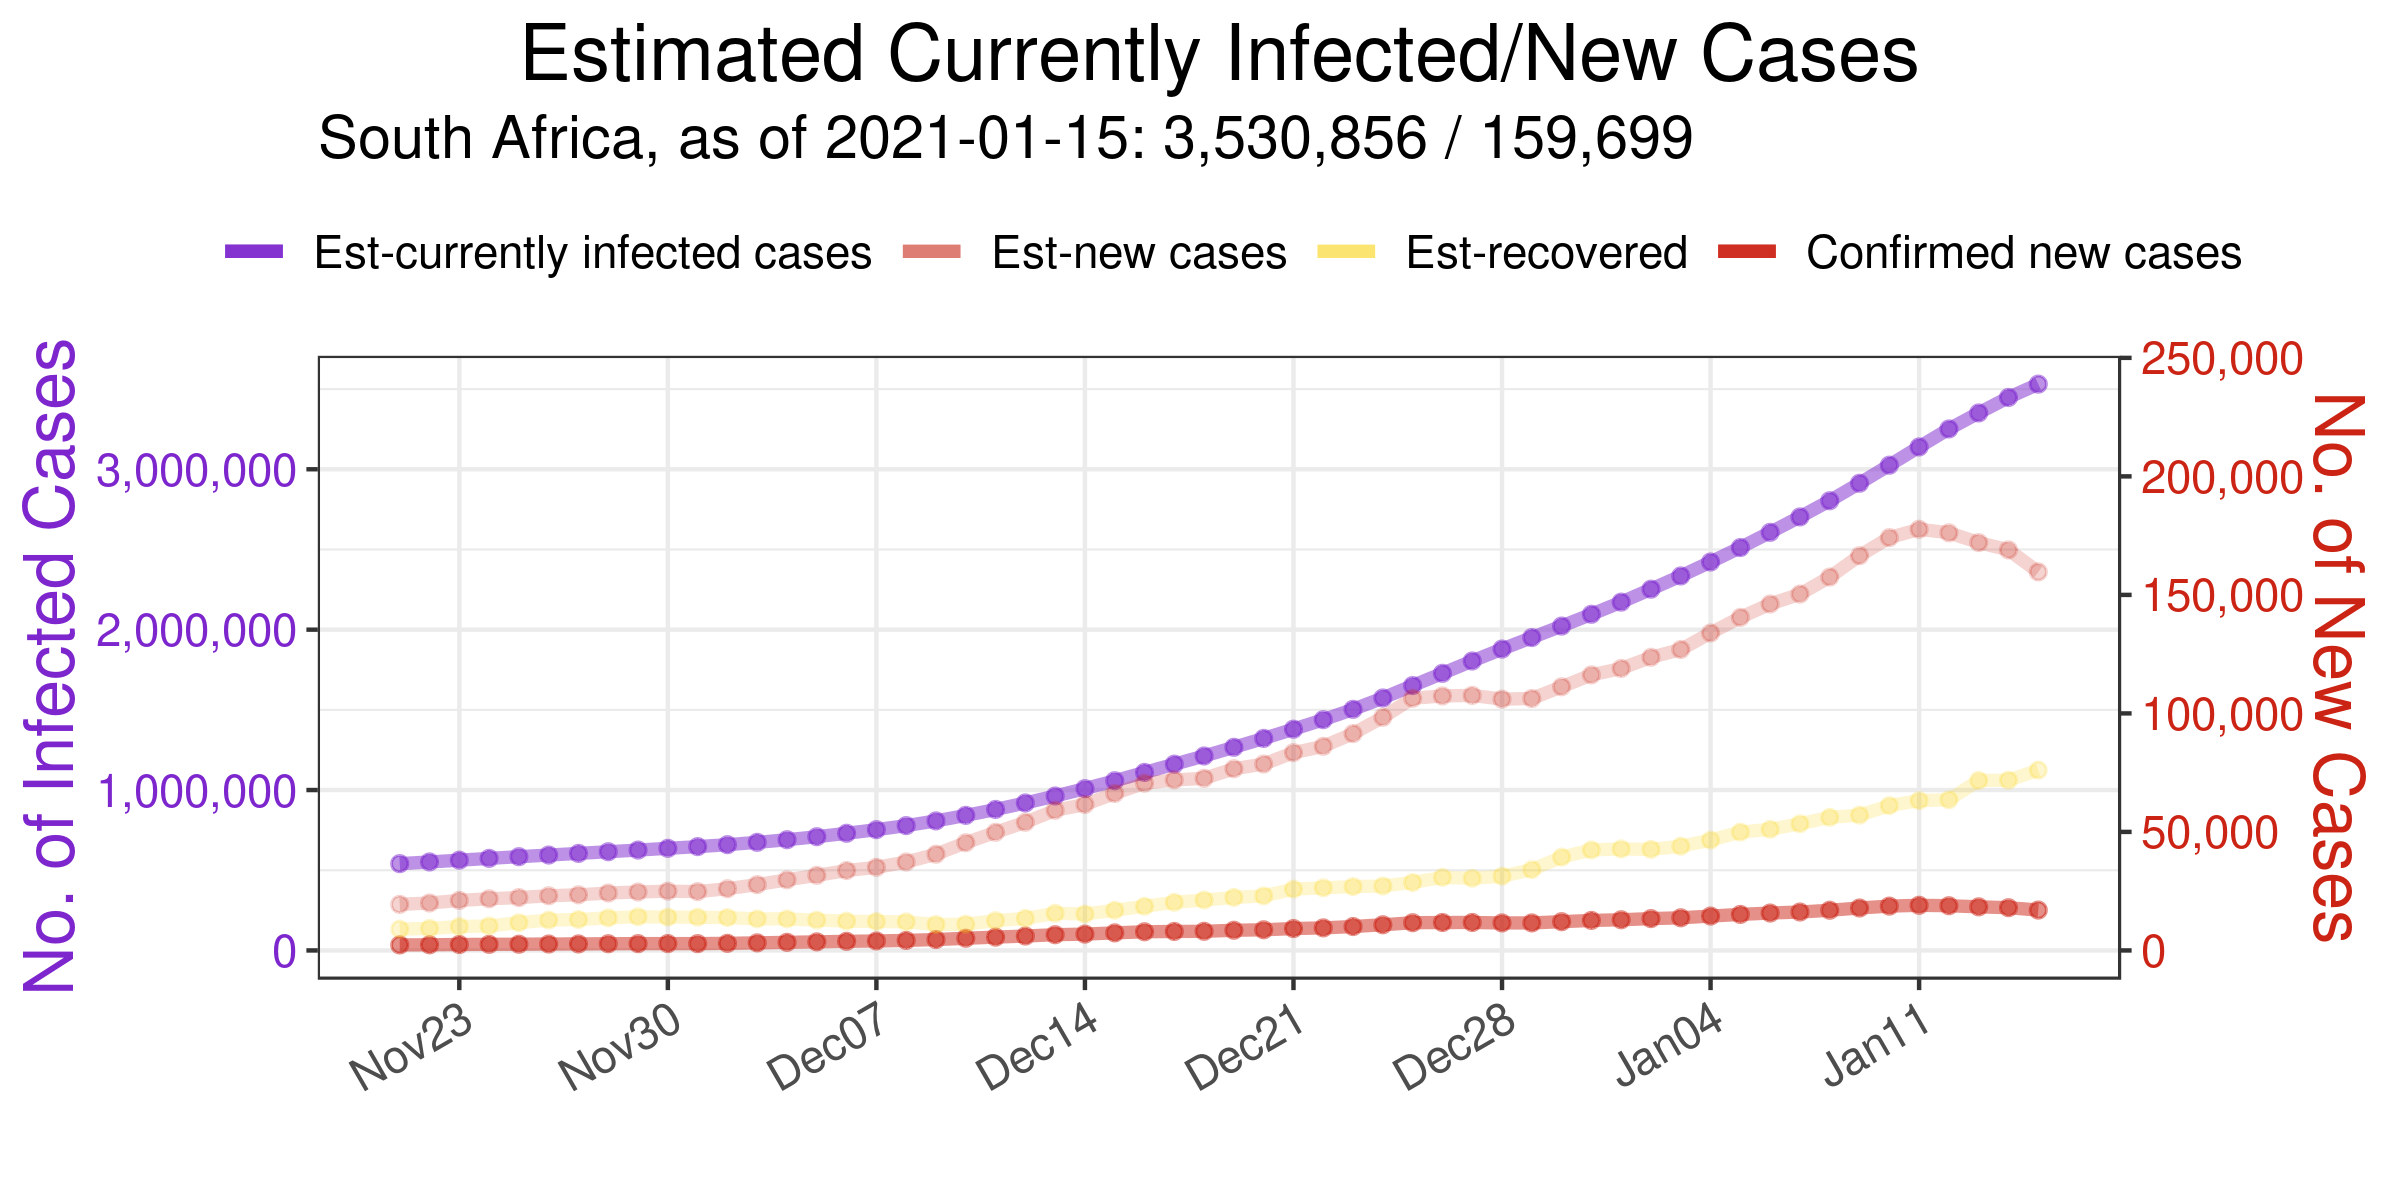 Estimated Currently Infected/New Cases
South Africa, as of 2021-01-15: 3,530,856 / 159,699
Est-currently infected cases Est-new cases Est-recovered Confirmed new cases
No. of Infected Cases
3,000,000
2,000,000
1,000,000
0
250,000
200,000
150,000
100,000
50,000
0
No. of New Cases
Nov23 Nov30 Dec07 Dec14 Dec21 Dec28 Jan04 Jan11